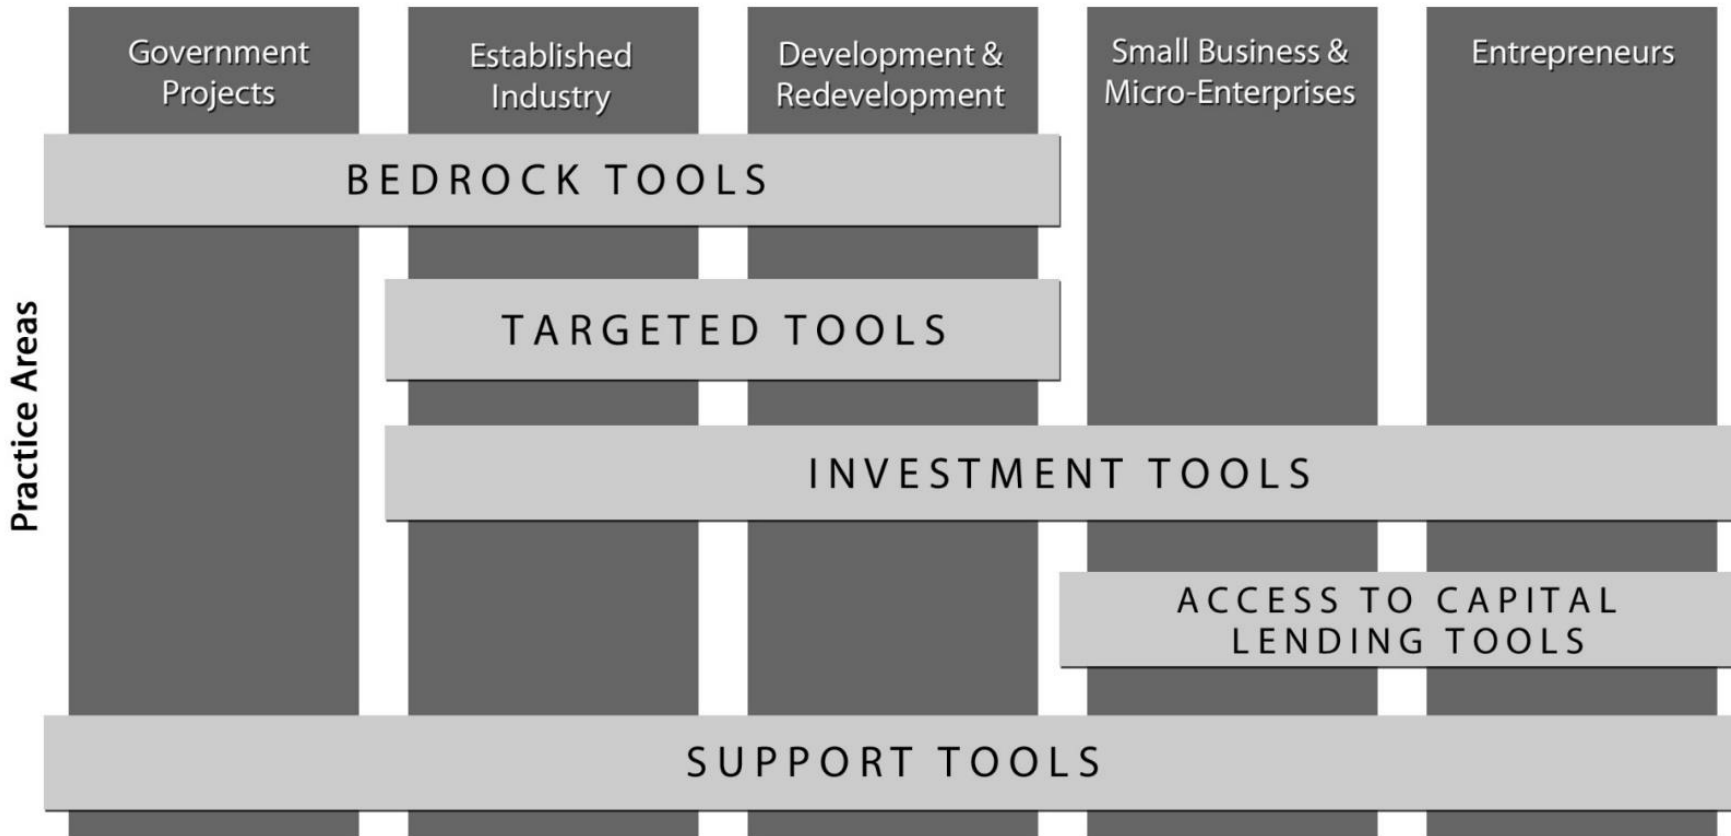 Government
Projects
Established
Industry
Development &
Redevelopment
Small Business &
Micro-Enterprises
Entrepreneurs
BEDROCK TOOLS
TARGETED TOOLS
Practice Areas
INVESTMENT TOOLS
ACCESS TO CAPITAL
LENDING TOOLS
SUPPORT TOOLS